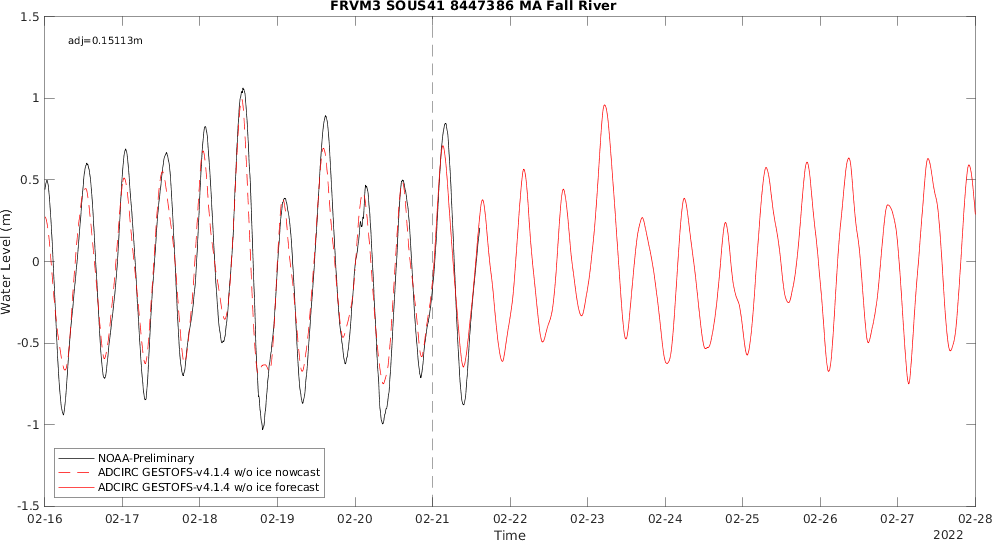 FRVM3 SOUS41 8447386 MA Fall River
adj=0.15113m
1.5
1
0.5
0
-0.5
-1
-1.5
Water Level (m)
NOAA-Preliminary
ADCIRC GESTOFS-v4.1.4 w/o ice nowcast
ADCIRC GESTOFS-v4.1.4 w/o ice forecast
02-16 02-17 02-18 02-19 02-20 02-21 02-22 02-23 02-24 02-25 02-26 02-27 02-28
Time
2022